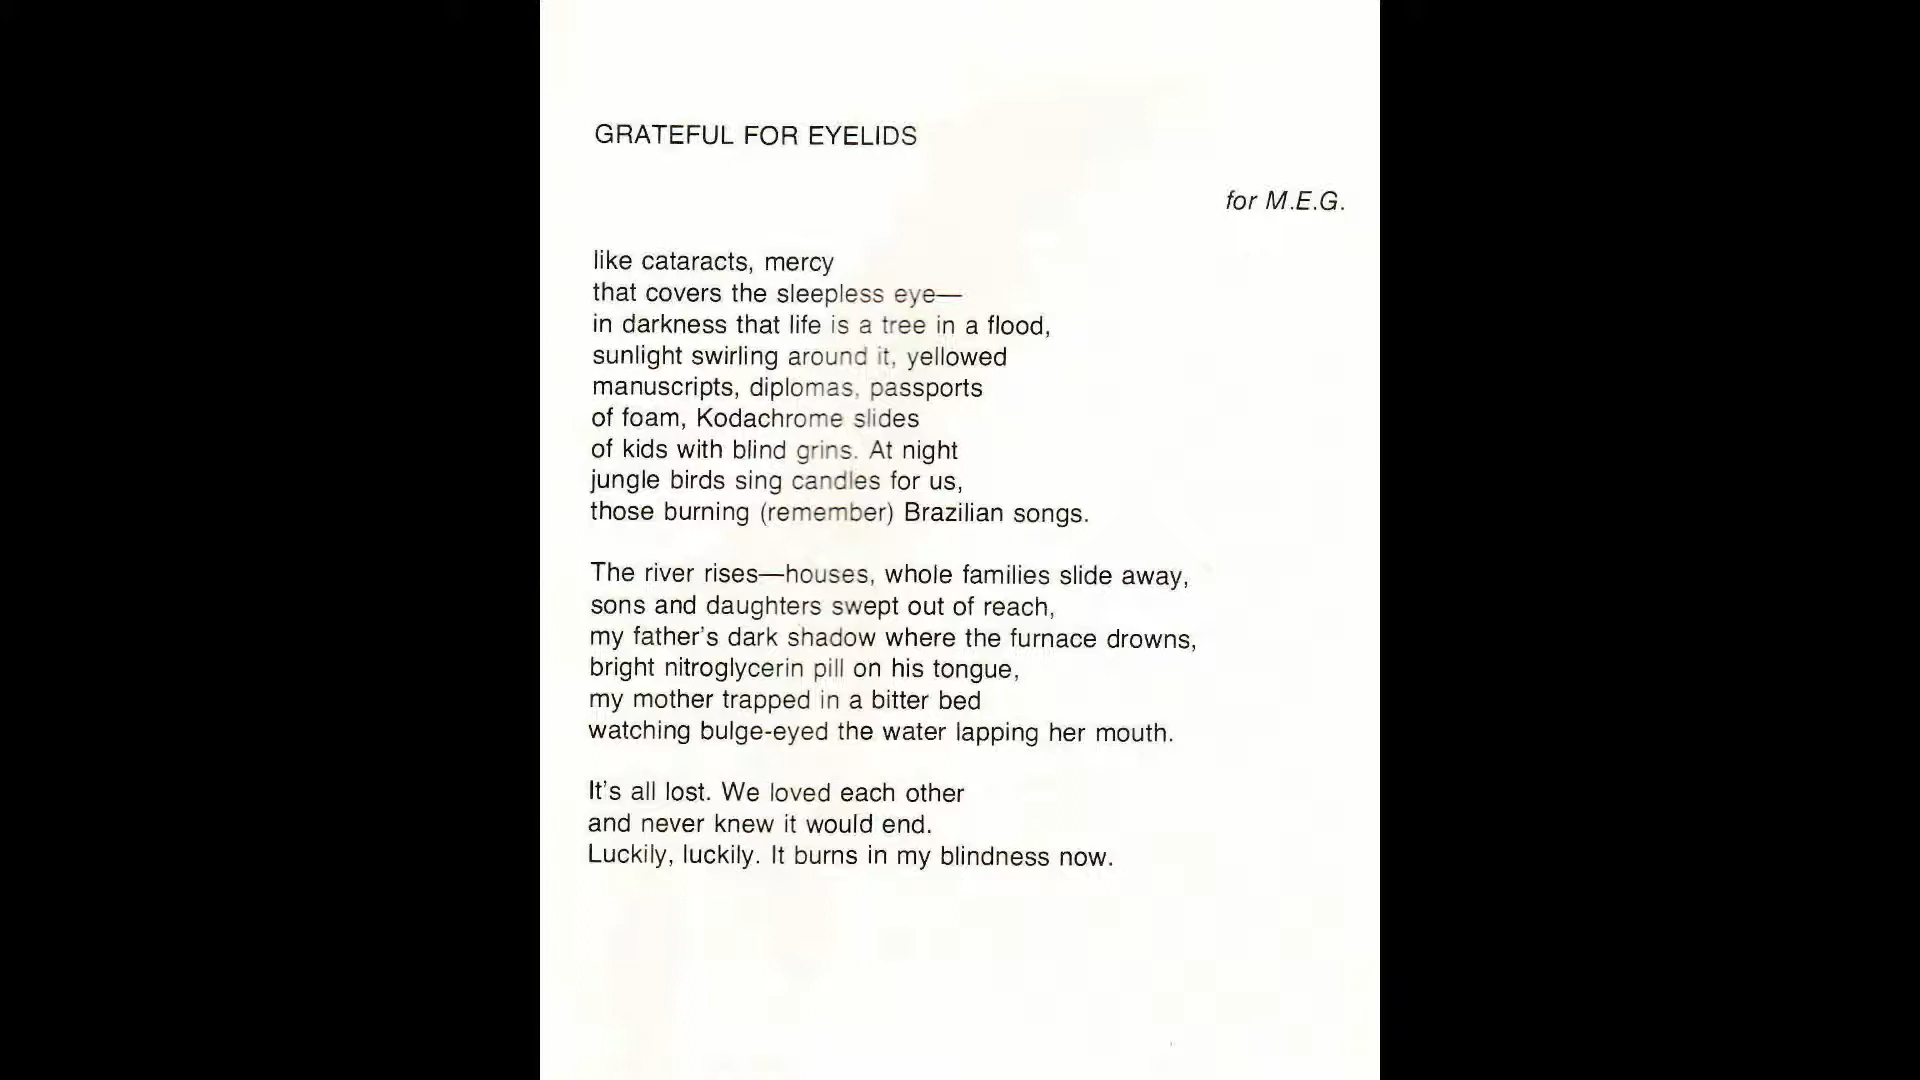 GRATEFUL FOR EYELIDS
for M.E.G.
like cataracts, mercy
that covers the sleepless eye—
in darkness that life is a tree in a flood,
sunlight swirling around it, yellowed
manuscripts, diplomas, passports
of foam, Kodachrome slides
of kids with blind grins. At night
jungle birds sing candles for us,
those burning (remember) Brazilian songs.
The river rises—houses, whole families slide away,
sons and daughters swept out of reach,
my father's dark shadow where the furnace drowns,
bright nitroglycerin pill on his tongue,
my mother trapped in a bitter bed
watching bulge-eyed the water lapping her mouth.
It's all lost. We loved each other
and never knew it would end.
Luckily, luckily. It burns in my blindness now.